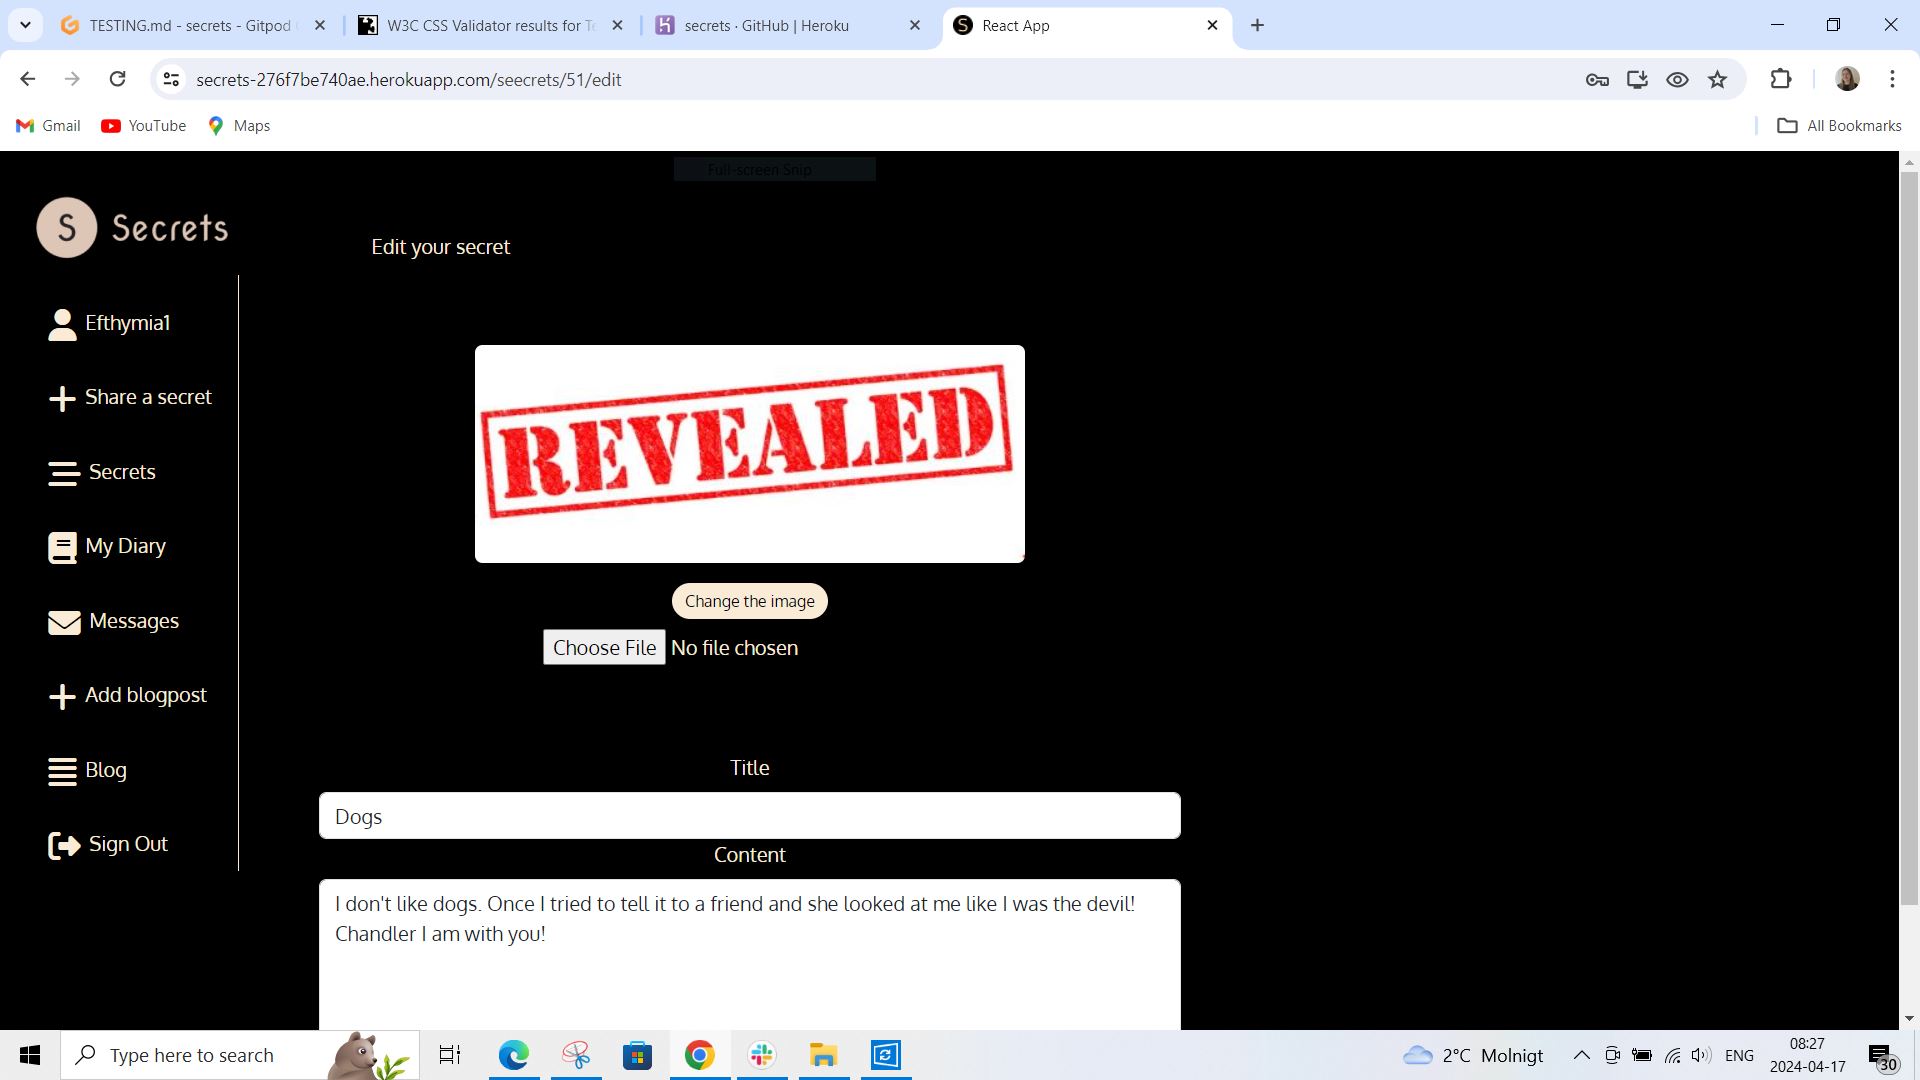 TESTING.md - secrets - Gitpod
W3C CSS Validator results for Te
secrets · GitHub | Heroku
React App
secrets-276f7be740ae.herokuapp.com/seecrets/51/edit
Gmail
YouTube
Maps
All Bookmarks
Full-screen Snip
S Secrets
Edit your secret
Efthymia1
Share a secret
Secrets
My Diary
Messages
Add blogpost
Blog
Sign Out
REVEALED
Change the image
Choose File No file chosen
Title
Dogs
Content
I don't like dogs. Once I tried to tell it to a friend and she looked at me like I was the devil!
Chandler I am with you!
Type here to search
2°C Molnigt
ENG
08:27
2024-04-17
30